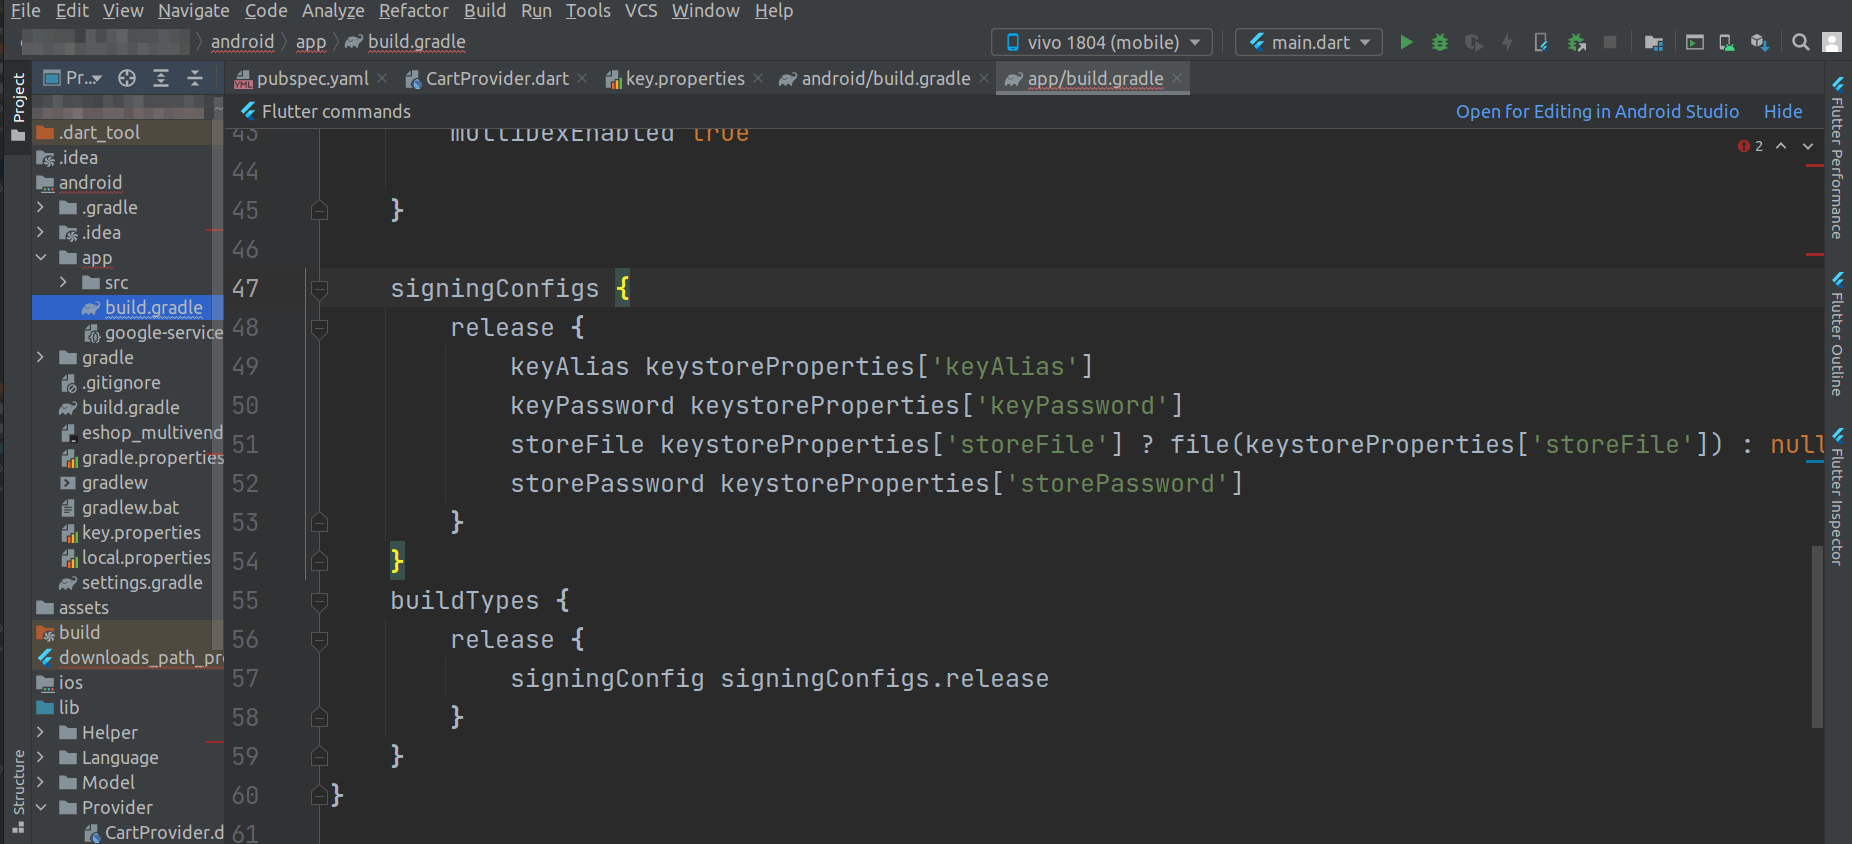 File Edit View Navigate Code Analyze Refactor Build Run Tools VCS Window Help
android app build.gradle vivo 1804 (mobile) main.dart
Project Pr... pubspec.yaml CartProvider.dart key.properties android/build.gradle app/build.gradle
Flutter commands Open for Editing in Android Studio Hide
.dart_tool
.idea
android
.gradle
.idea
app
src
build.gradle
google-service
gradle
.gitignore
build.gradle
eshop_multivend
gradle.properties
gradlew
gradlew.bat
key.properties
local.properties
settings.gradle
assets
build
downloads_path_pr
ios
lib
Helper
Language
Model
Provider
CartProvider.d
Structure
43 multiDexEnabled true
2
44
45 }
46
47 signingConfigs {
48 release {
49 keyAlias keystoreProperties['keyAlias']
50 keyPassword keystoreProperties['keyPassword']
51 storeFile keystoreProperties['storeFile'] ? file(keystoreProperties['storeFile']) : null
52 storePassword keystoreProperties['storePassword']
53 }
54 }
55 buildTypes {
56 release {
57 signingConfig signingConfigs.release
58 }
59 }
60 }
61
Flutter Performance
Flutter Outline
Flutter Inspector